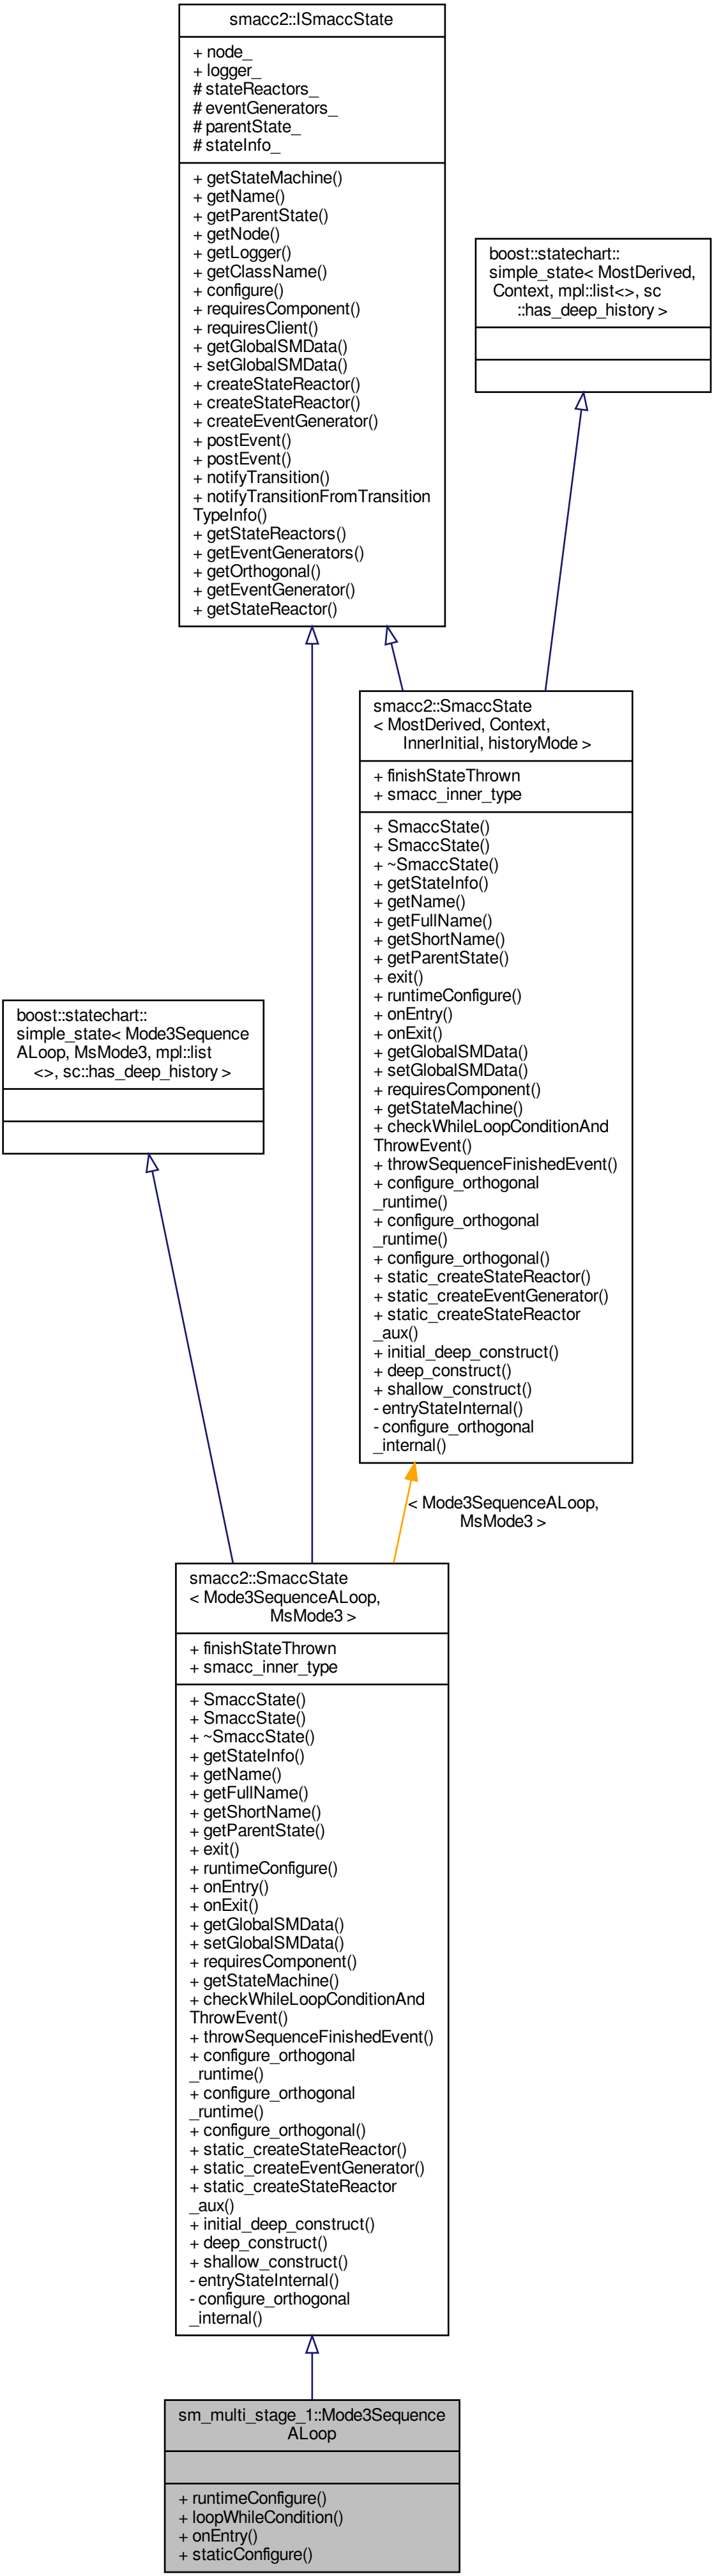 smacc2::ISmaccState
+ node_
+ logger_
# stateReactors_
# eventGenerators_
# parentState_
# stateInfo_
+ getStateMachine()
+ getName()
+ getParentState()
+ getNode()
+ getLogger()
+ getClassName()
+ configure()
+ requiresComponent()
+ requiresClient()
+ getGlobalSMData()
+ setGlobalSMData()
+ createStateReactor()
+ createStateReactor()
+ createEventGenerator()
+ postEvent()
+ postEvent()
+ notifyTransition()
+ notifyTransitionFromTransition
TypeInfo()
+ getStateReactors()
+ getEventGenerators()
+ getOrthogonal()
+ getEventGenerator()
+ getStateReactor()
boost::statechart::
simple_state< MostDerived,
Context, mpl::list<>, sc
::has_deep_history >
smacc2::SmaccState
< MostDerived, Context,
InnerInitial, historyMode >
+ finishStateThrown
+ smacc_inner_type
+ SmaccState()
+ SmaccState()
+ ~SmaccState()
+ getStateInfo()
+ getName()
+ getFullName()
+ getShortName()
+ getParentState()
+ exit()
+ runtimeConfigure()
+ onEntry()
+ onExit()
+ getGlobalSMData()
+ setGlobalSMData()
+ requiresComponent()
+ getStateMachine()
+ checkWhileLoopConditionAnd
ThrowEvent()
+ throwSequenceFinishedEvent()
+ configure_orthogonal
_runtime()
+ configure_orthogonal
_runtime()
+ configure_orthogonal()
+ static_createStateReactor()
+ static_createEventGenerator()
+ static_createStateReactor
_aux()
+ initial_deep_construct()
+ deep_construct()
+ shallow_construct()
- entryStateInternal()
- configure_orthogonal
_internal()
boost::statechart::
simple_state< Mode3Sequence
ALoop, MsMode3, mpl::list
<>, sc::has_deep_history >
< Mode3SequenceALoop,
MsMode3 >
smacc2::SmaccState
< Mode3SequenceALoop,
MsMode3 >
+ finishStateThrown
+ smacc_inner_type
+ SmaccState()
+ SmaccState()
+ ~SmaccState()
+ getStateInfo()
+ getName()
+ getFullName()
+ getShortName()
+ getParentState()
+ exit()
+ runtimeConfigure()
+ onEntry()
+ onExit()
+ getGlobalSMData()
+ setGlobalSMData()
+ requiresComponent()
+ getStateMachine()
+ checkWhileLoopConditionAnd
ThrowEvent()
+ throwSequenceFinishedEvent()
+ configure_orthogonal
_runtime()
+ configure_orthogonal
_runtime()
+ configure_orthogonal()
+ static_createStateReactor()
+ static_createEventGenerator()
+ static_createStateReactor
_aux()
+ initial_deep_construct()
+ deep_construct()
+ shallow_construct()
- entryStateInternal()
- configure_orthogonal
_internal()
sm_multi_stage_1::Mode3Sequence
ALoop
+ runtimeConfigure()
+ loopWhileCondition()
+ onEntry()
+ staticConfigure()